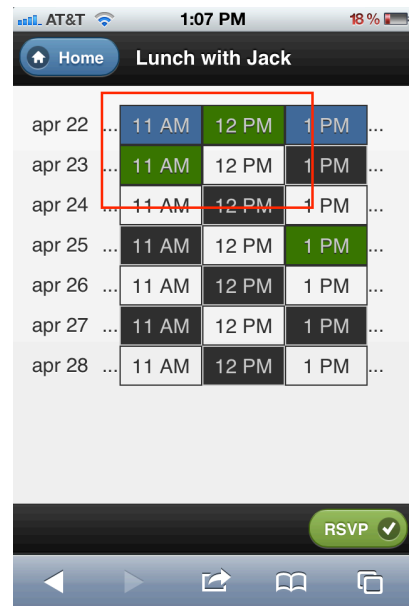 AT&T 1:07 PM 18 %
Home Lunch with Jack
apr 22 ... 11 AM 12 PM 1 PM ...
apr 23 ... 11 AM 12 PM 1 PM ...
apr 24 ... 11 AM 12 PM 1 PM ...
apr 25 ... 11 AM 12 PM 1 PM ...
apr 26 ... 11 AM 12 PM 1 PM ...
apr 27 ... 11 AM 12 PM 1 PM ...
apr 28 ... 11 AM 12 PM 1 PM ...
RSVP